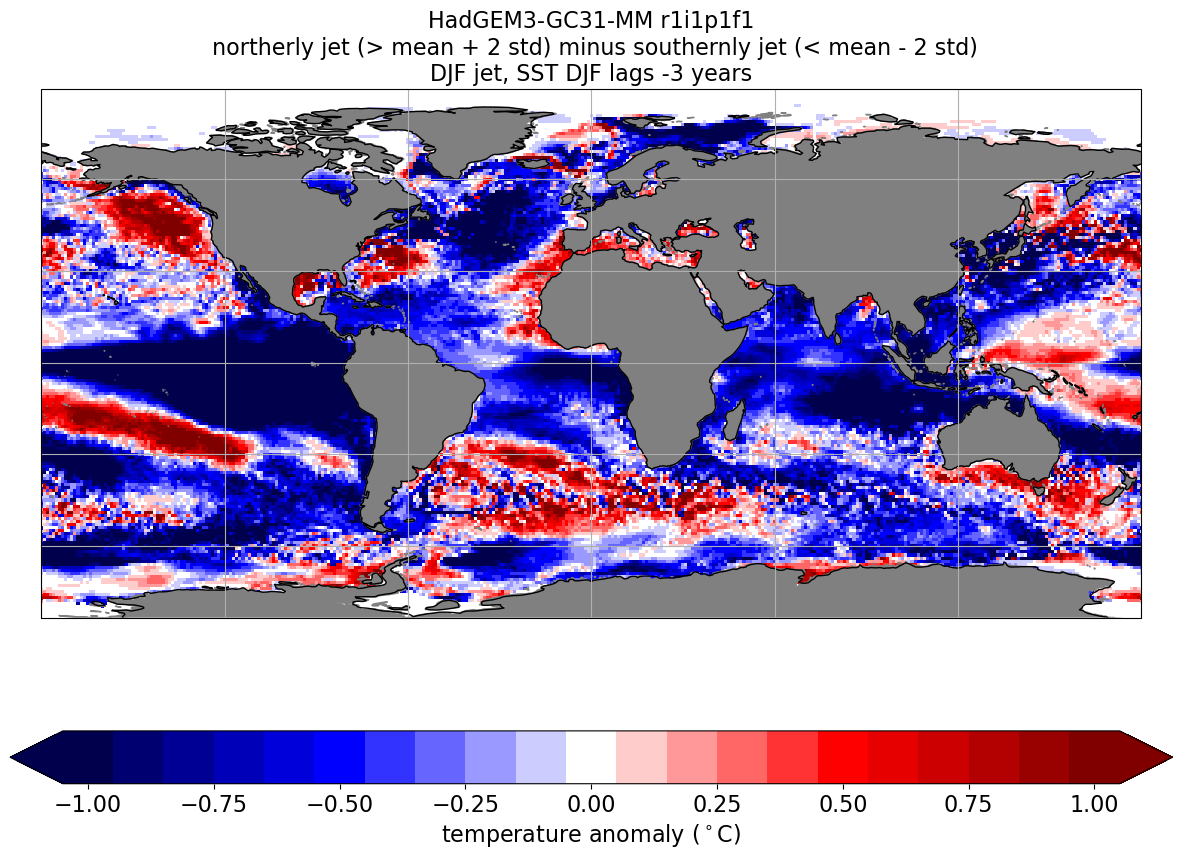 HadGEM3-GC31-MM r1i1p1f1
northerly jet (> mean + 2 std) minus southernly jet (< mean - 2 std)
DJF jet, SST DJF lags -3 years
−1.00 −0.75 −0.50 −0.25 0.00 0.25 0.50 0.75 1.00
temperature anomaly (°C)